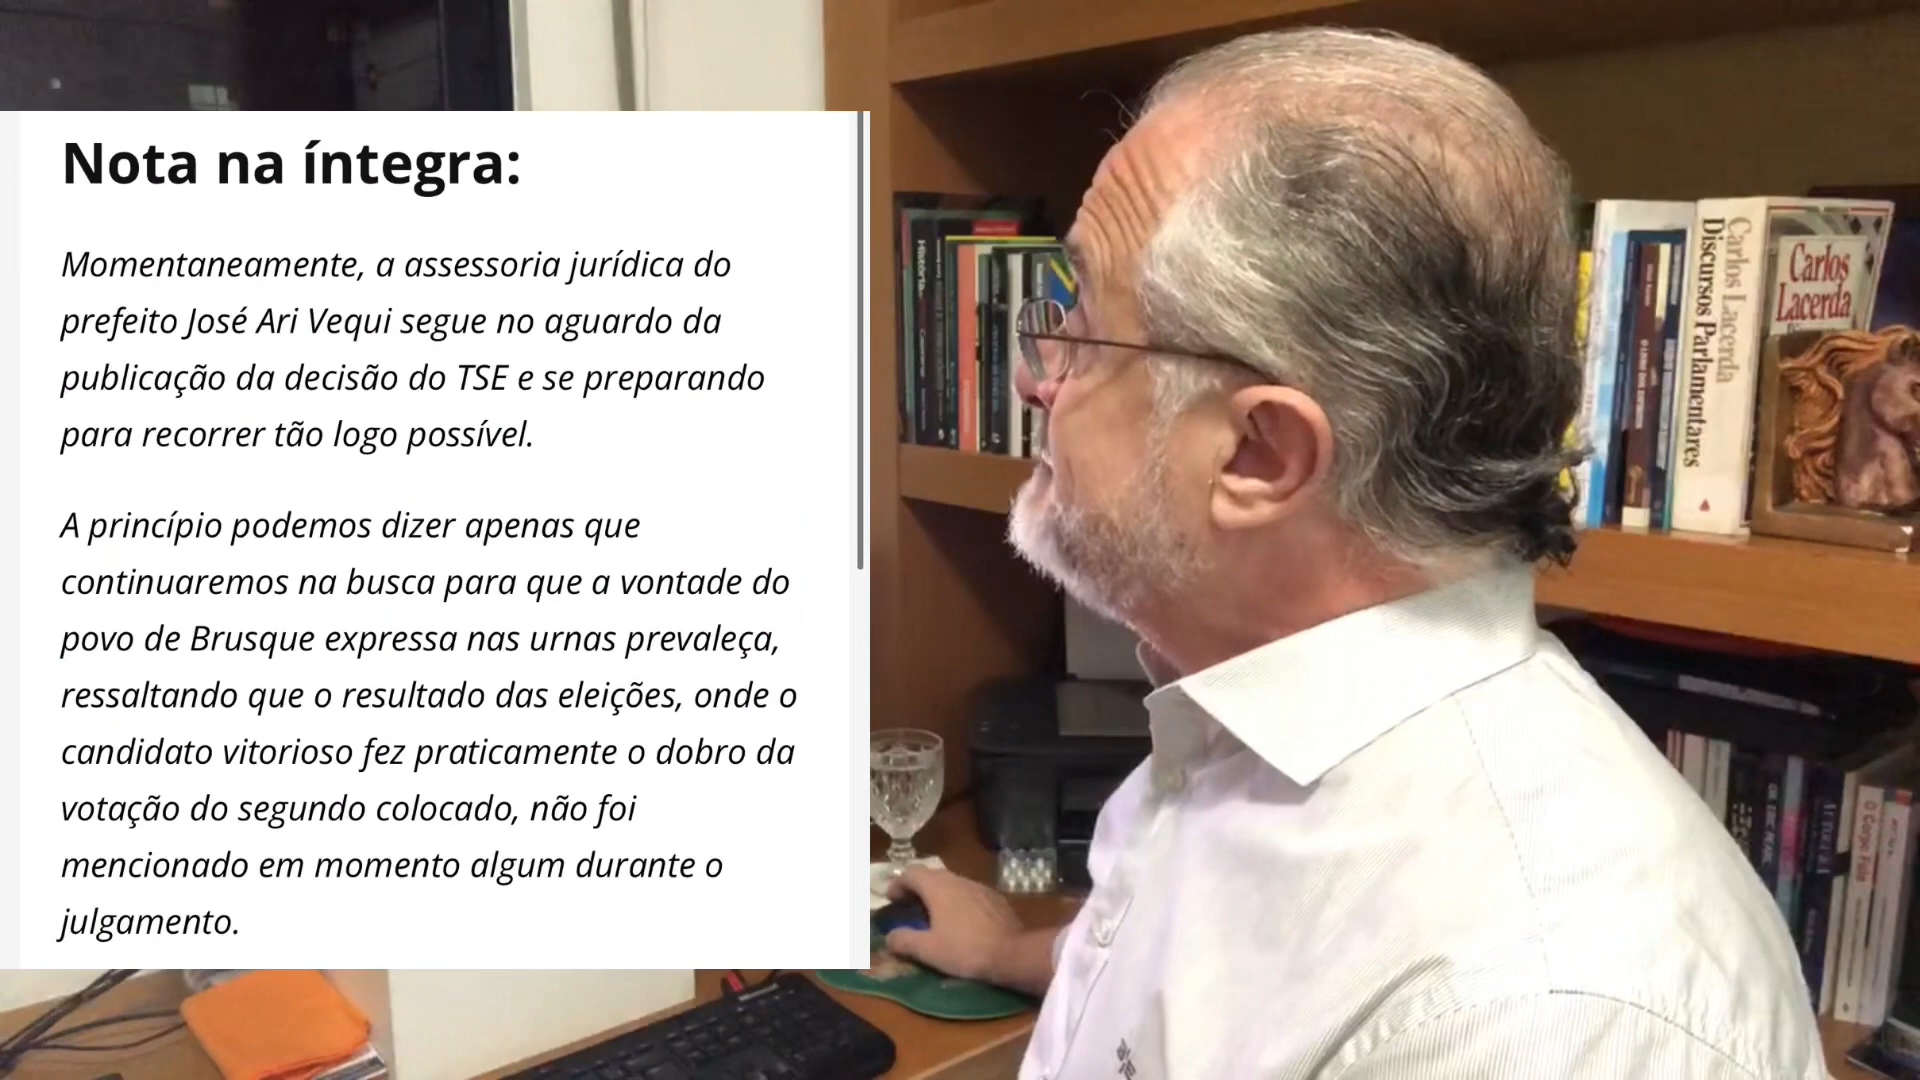 Nota na íntegra:
Momentaneamente, a assessoria jurídica do
prefeito José Ari Vequi segue no aguardo da
publicação da decisão do TSE e se preparando
para recorrer tão logo possível.
A princípio podemos dizer apenas que
continuaremos na busca para que a vontade do
povo de Brusque expressa nas urnas prevaleça,
ressaltando que o resultado das eleições, onde o
candidato vitorioso fez praticamente o dobro da
votação do segundo colocado, não foi
mencionado em momento algum durante o
julgamento.
Carlos Lacerda
Discursos Parlamentares
Carlos
Lacerda
O Corpo Fala